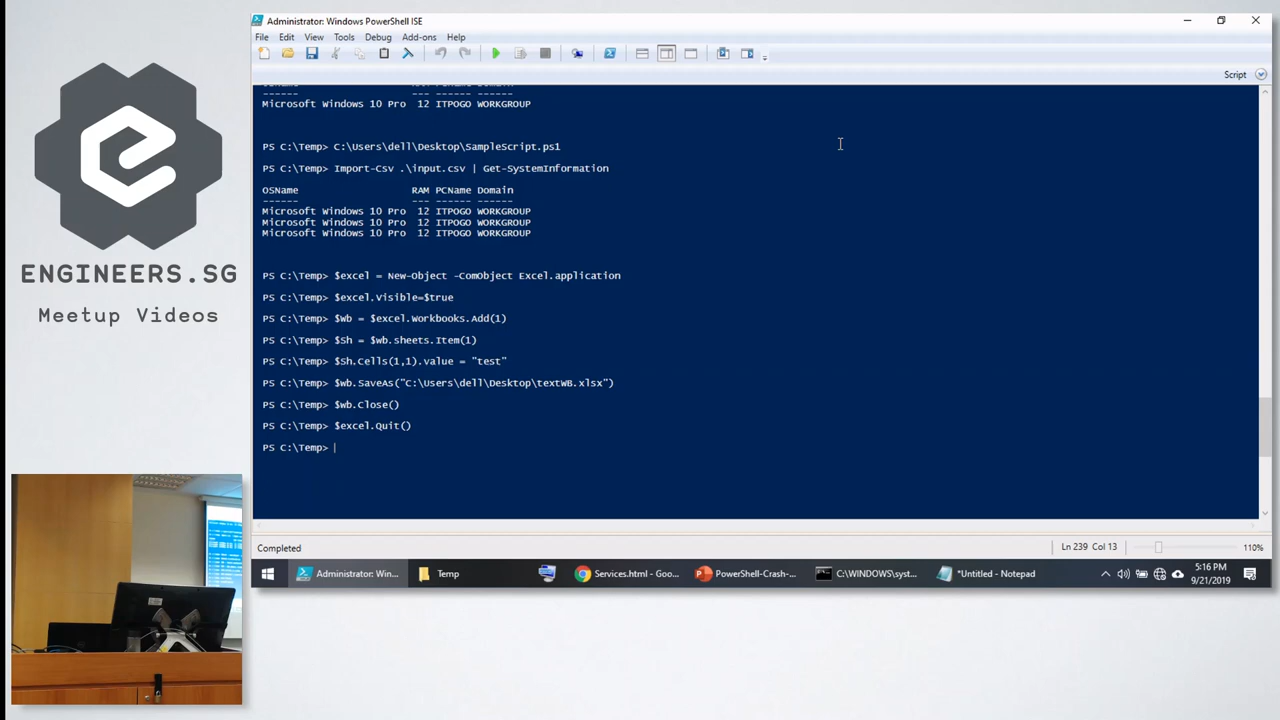 Administrator: Windows PowerShell ISE
File Edit View Tools Debug Add-ons Help
Script
Microsoft Windows 10 Pro 12 ITPOGO WORKGROUP
PS C:\Temp> C:\Users\dell\Desktop\SampleScript.ps1
PS C:\Temp> Import-Csv .\input.csv | Get-SystemInformation
OSName RAM PCName Domain
------ --- ------ ------
Microsoft Windows 10 Pro 12 ITPOGO WORKGROUP
Microsoft Windows 10 Pro 12 ITPOGO WORKGROUP
Microsoft Windows 10 Pro 12 ITPOGO WORKGROUP
PS C:\Temp> $excel = New-Object -ComObject Excel.application
PS C:\Temp> $excel.Visible=$true
PS C:\Temp> $Wb = $excel.Workbooks.Add(1)
PS C:\Temp> $Sh = $wb.sheets.Item(1)
PS C:\Temp> $Sh.Cells(1,1).value = "test"
PS C:\Temp> $wb.SaveAs("C:\Users\dell\Desktop\textWB.xlsx")
PS C:\Temp> $wb.Close()
PS C:\Temp> $excel.Quit()
PS C:\Temp>
Completed
Ln 238 Col 13
110%
Administrator: Win...
Temp
Services.html - Goo...
PowerShell-Crash-...
C:\WINDOWS\syst...
*Untitled - Notepad
5:16 PM
9/21/2019
ENGINEERS.SG
Meetup Videos